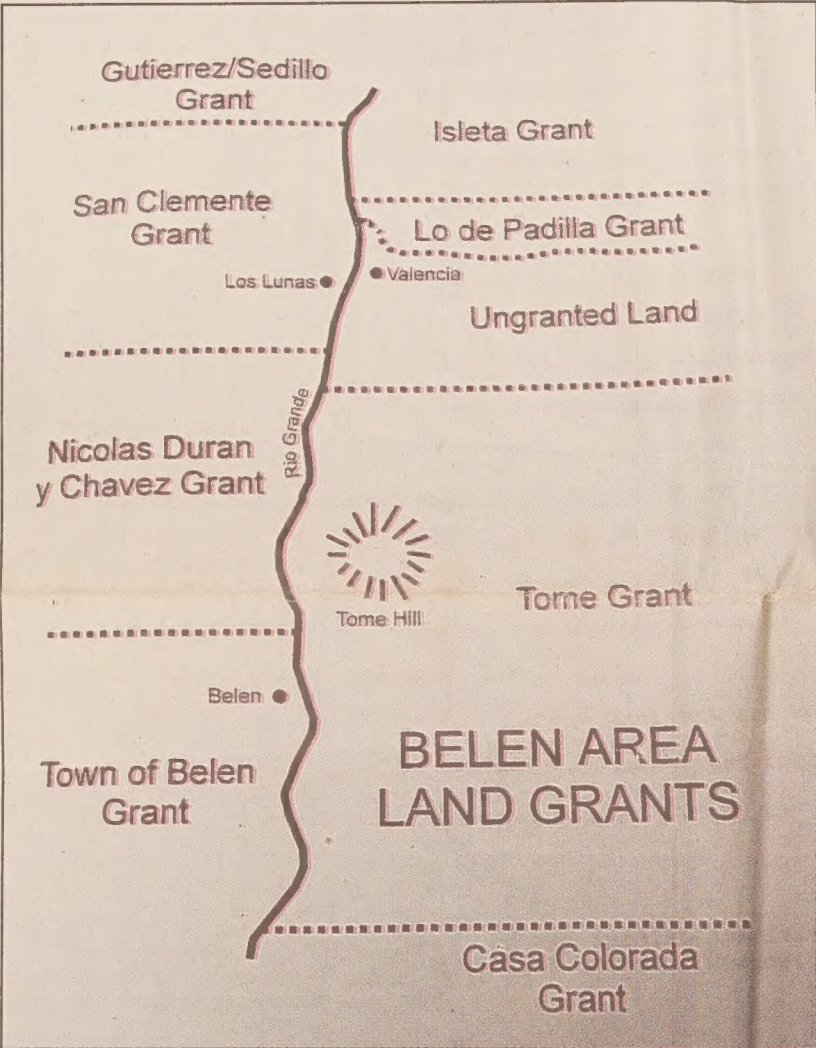 Gutierrez/Sedillo
Grant
Isleta Grant
San Clemente
Grant
Lo de Padilla Grant
Los Lunas
Valencia
Ungranted Land
Rio Grande
Nicolas Duran
y Chavez Grant
Tome Hill
Tome Grant
Belen
Town of Belen
Grant
BELEN AREA
LAND GRANTS
Casa Colorada
Grant